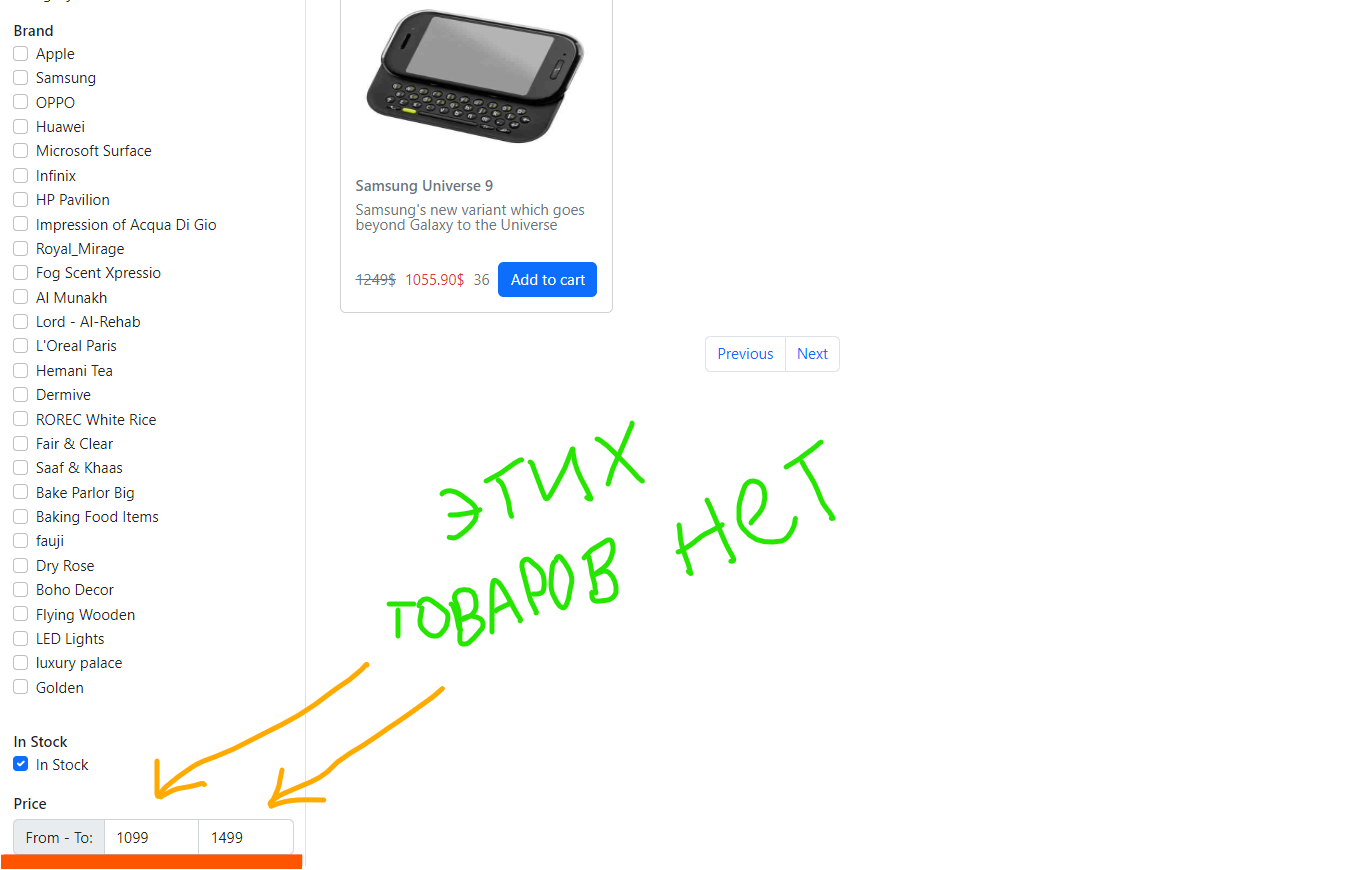 Brand
Apple
Samsung
OPPO
Huawei
Microsoft Surface
Infinix
HP Pavilion
Impression of Acqua Di Gio
Royal_Mirage
Fog Scent Xpressio
Al Munakh
Lord - Al-Rehab
L'Oreal Paris
Hemani Tea
Dermive
ROREC White Rice
Fair & Clear
Saaf & Khaas
Bake Parlor Big
Baking Food Items
fauji
Dry Rose
Boho Decor
Flying Wooden
LED Lights
luxury palace
Golden
In Stock
In Stock
Price
From - To: 1099 1499
Samsung Universe 9
Samsung's new variant which goes
beyond Galaxy to the Universe
1249$ 1055.90$ 36 Add to cart
Previous Next
ЭТИХ
ТОВАРОВ НЕТ